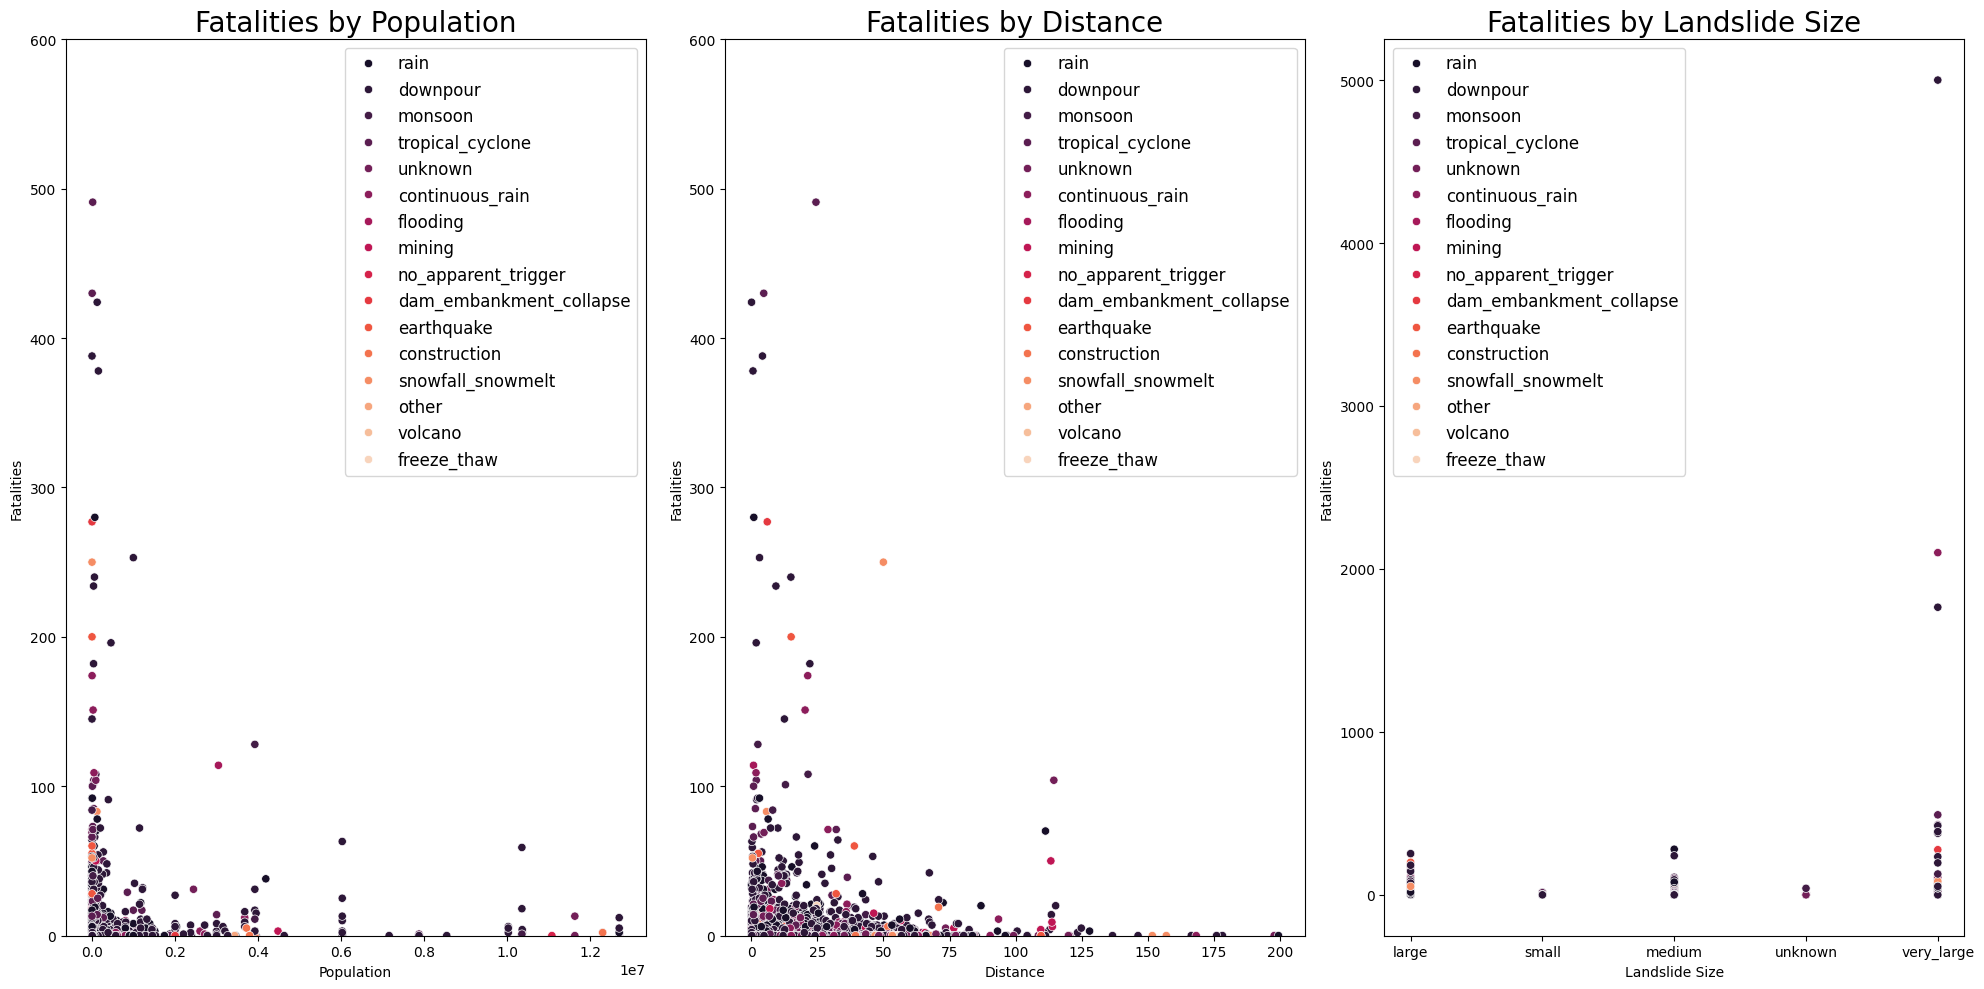 Fatalities by Population
600
500
400
300
200
100
0
Fatalities
0.0
0.2
0.4
0.6
0.8
1.0
1.2
1e7
Population
rain
downpour
monsoon
tropical_cyclone
unknown
continuous_rain
flooding
mining
no_apparent_trigger
dam_embankment_collapse
earthquake
construction
snowfall_snowmelt
other
volcano
freeze_thaw
Fatalities by Distance
600
500
400
300
200
100
0
Fatalities
0
25
50
75
100
125
150
175
200
Distance
rain
downpour
monsoon
tropical_cyclone
unknown
continuous_rain
flooding
mining
no_apparent_trigger
dam_embankment_collapse
earthquake
construction
snowfall_snowmelt
other
volcano
freeze_thaw
Fatalities by Landslide Size
5000
4000
3000
2000
1000
0
Fatalities
large
small
medium
unknown
very_large
Landslide Size
rain
downpour
monsoon
tropical_cyclone
unknown
continuous_rain
flooding
mining
no_apparent_trigger
dam_embankment_collapse
earthquake
construction
snowfall_snowmelt
other
volcano
freeze_thaw